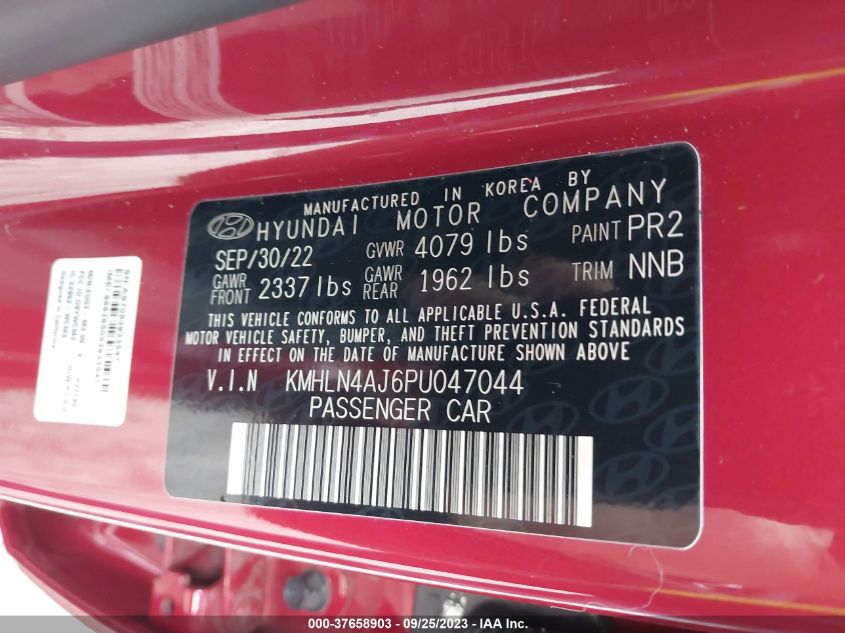 MANUFACTURED IN KOREA BY
HYUNDAI MOTOR COMPANY
SEP/30/22 GVWR 4079 lbs PAINT PR2
GAWR FRONT 2337 lbs GAWR REAR 1962 lbs TRIM NNB
THIS VEHICLE CONFORMS TO ALL APPLICABLE U.S.A. FEDERAL
MOTOR VEHICLE SAFETY, BUMPER, AND THEFT PREVENTION STANDARDS
IN EFFECT ON THE DATE OF MANUFACTURE SHOWN ABOVE.
V.I.N KMHLN4AJ6PU047044
PASSENGER CAR
Designed in California
000-37658903 - 09/25/2023 - IAA Inc.